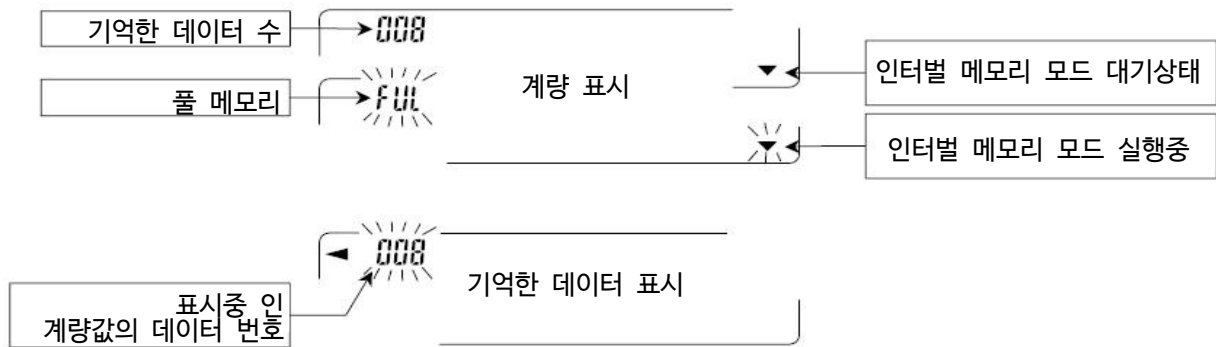 기억한 데이터 수
008
인터벌 메모리 모드 대기상태
계량 표시
풀 메모리
FUL
인터벌 메모리 모드 실행중
008
기억한 데이터 표시
표시중 인
계량값의 데이터 번호